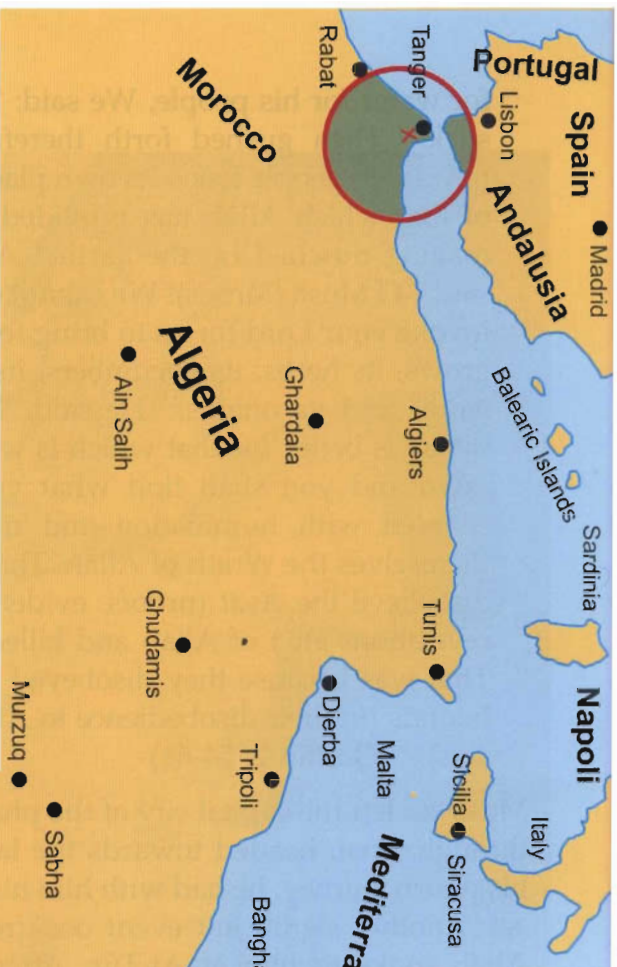 Portugal
Spain
Lisbon
Madrid
Andalusia
Tanger
Rabat
Morocco
Balearic Islands
Sardinia
Napoli
Italy
Algiers
Ghardaia
Algeria
Ain Salih
Tunis
Sicilia
Siracusa
Malta
Djerba
Ghudamis
Tripoli
Mediterra
Bangha
Murzuq
Sabha